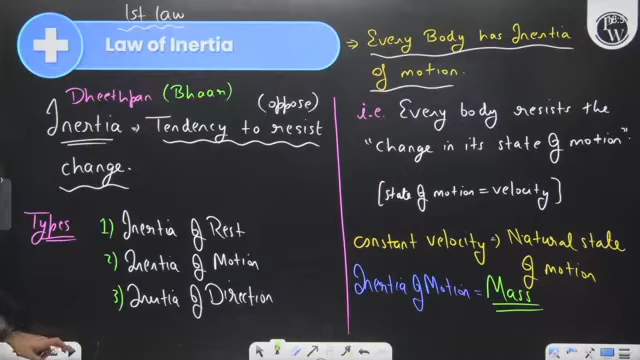 1st law
Law of Inertia
Dheethpan (Bhaar)
(oppose)
Inertia → Tendency to resist
change.
Types
1) Inertia of Rest
2) Inertia of Motion
3) Inertia of Direction
→ Every Body has Inertia
of motion.
i.e. Every body resists the
"change in its state of motion".
[state of motion = velocity]
constant velocity → Natural state
of motion
Inertia of Motion = Mass